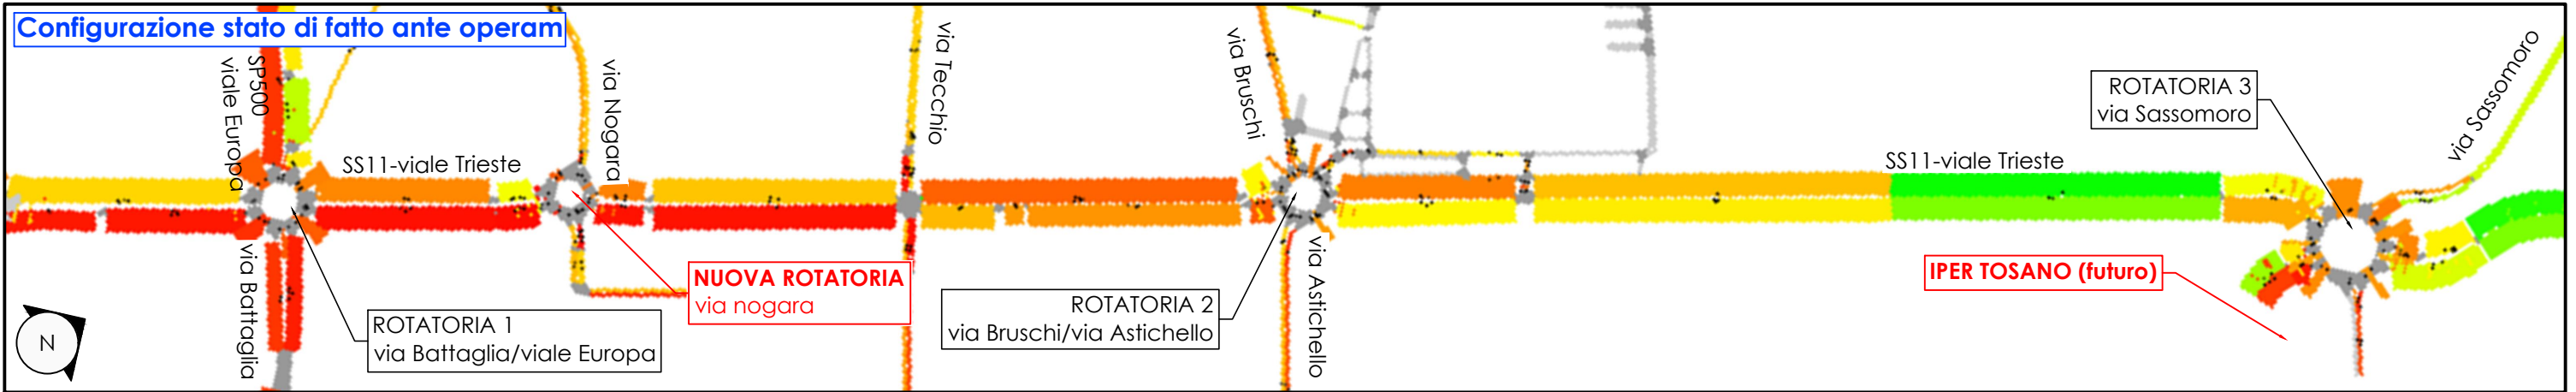 Configurazione stato di fatto ante operam
SP500
viale Europa
SS11-viale Trieste
via Nogara
via Tecchio
via Bruschi
SS11-viale Trieste
ROTATORIA 3
via Sassomoro
via Sassomoro
via Battaglia
NUOVA ROTATORIA
via nogara
ROTATORIA 1
via Battaglia/viale Europa
ROTATORIA 2
via Bruschi/via Astichello
via Astichello
IPER TOSANO (futuro)
N